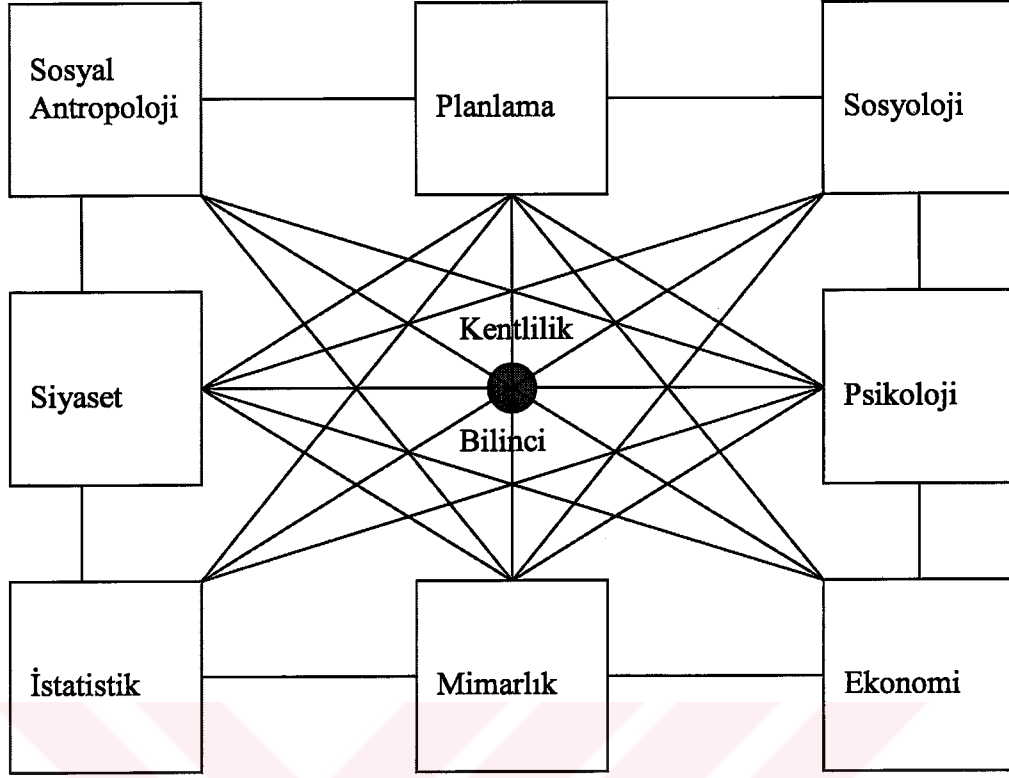 Sosyal
Antropoloji
Planlama
Sosyoloji
Kentlilik
Siyaset
Psikoloji
Bilinci
İstatistik
Mimarlık
Ekonomi